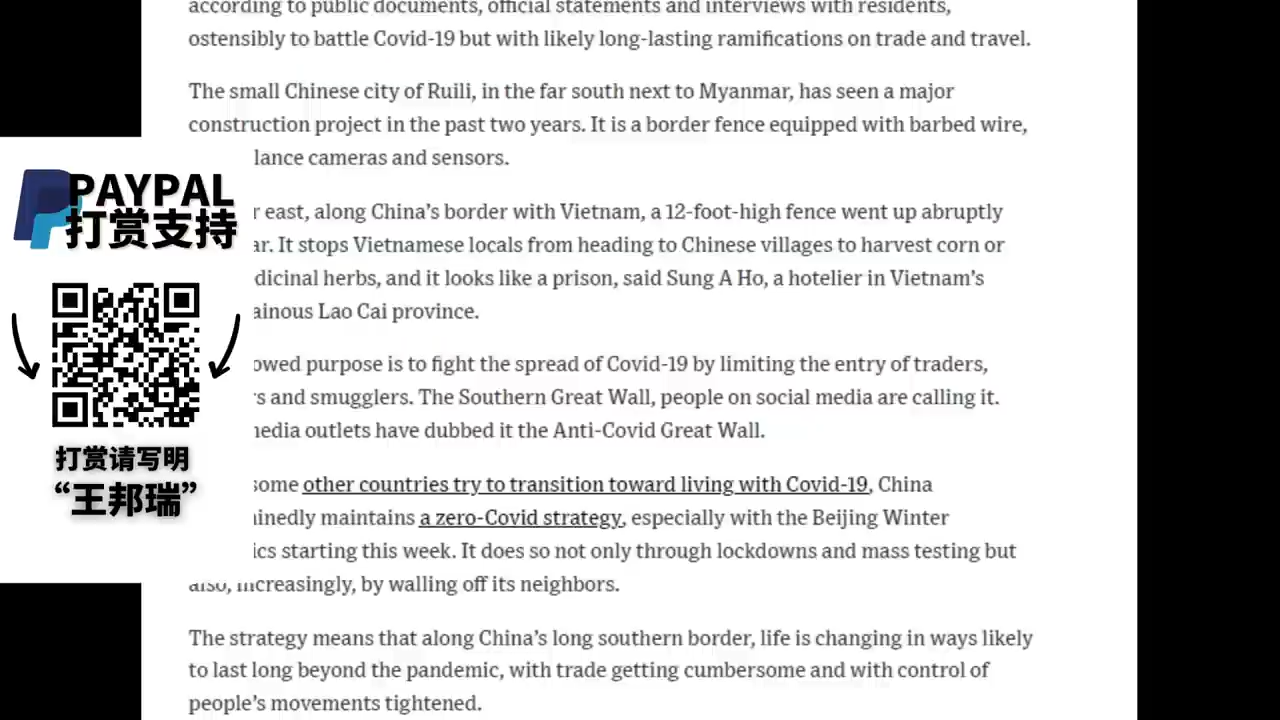 according to public documents, official statements and interviews with residents,
ostensibly to battle Covid-19 but with likely long-lasting ramifications on trade and travel.
The small Chinese city of Ruili, in the far south next to Myanmar, has seen a major
construction project in the past two years. It is a border fence equipped with barbed wire,
lance cameras and sensors.
r east, along China’s border with Vietnam, a 12-foot-high fence went up abruptly
ar. It stops Vietnamese locals from heading to Chinese villages to harvest corn or
dicinal herbs, and it looks like a prison, said Sung A Ho, a hotelier in Vietnam’s
ainous Lao Cai province.
owed purpose is to fight the spread of Covid-19 by limiting the entry of traders,
s and smugglers. The Southern Great Wall, people on social media are calling it.
media outlets have dubbed it the Anti-Covid Great Wall.
some other countries try to transition toward living with Covid-19, China
inedly maintains a zero-Covid strategy, especially with the Beijing Winter
ics starting this week. It does so not only through lockdowns and mass testing but
also, increasingly, by walling off its neighbors.
The strategy means that along China’s long southern border, life is changing in ways likely
to last long beyond the pandemic, with trade getting cumbersome and with control of
people’s movements tightened.
PAYPAL
打赏支持
打赏请写明
“王邦瑞”